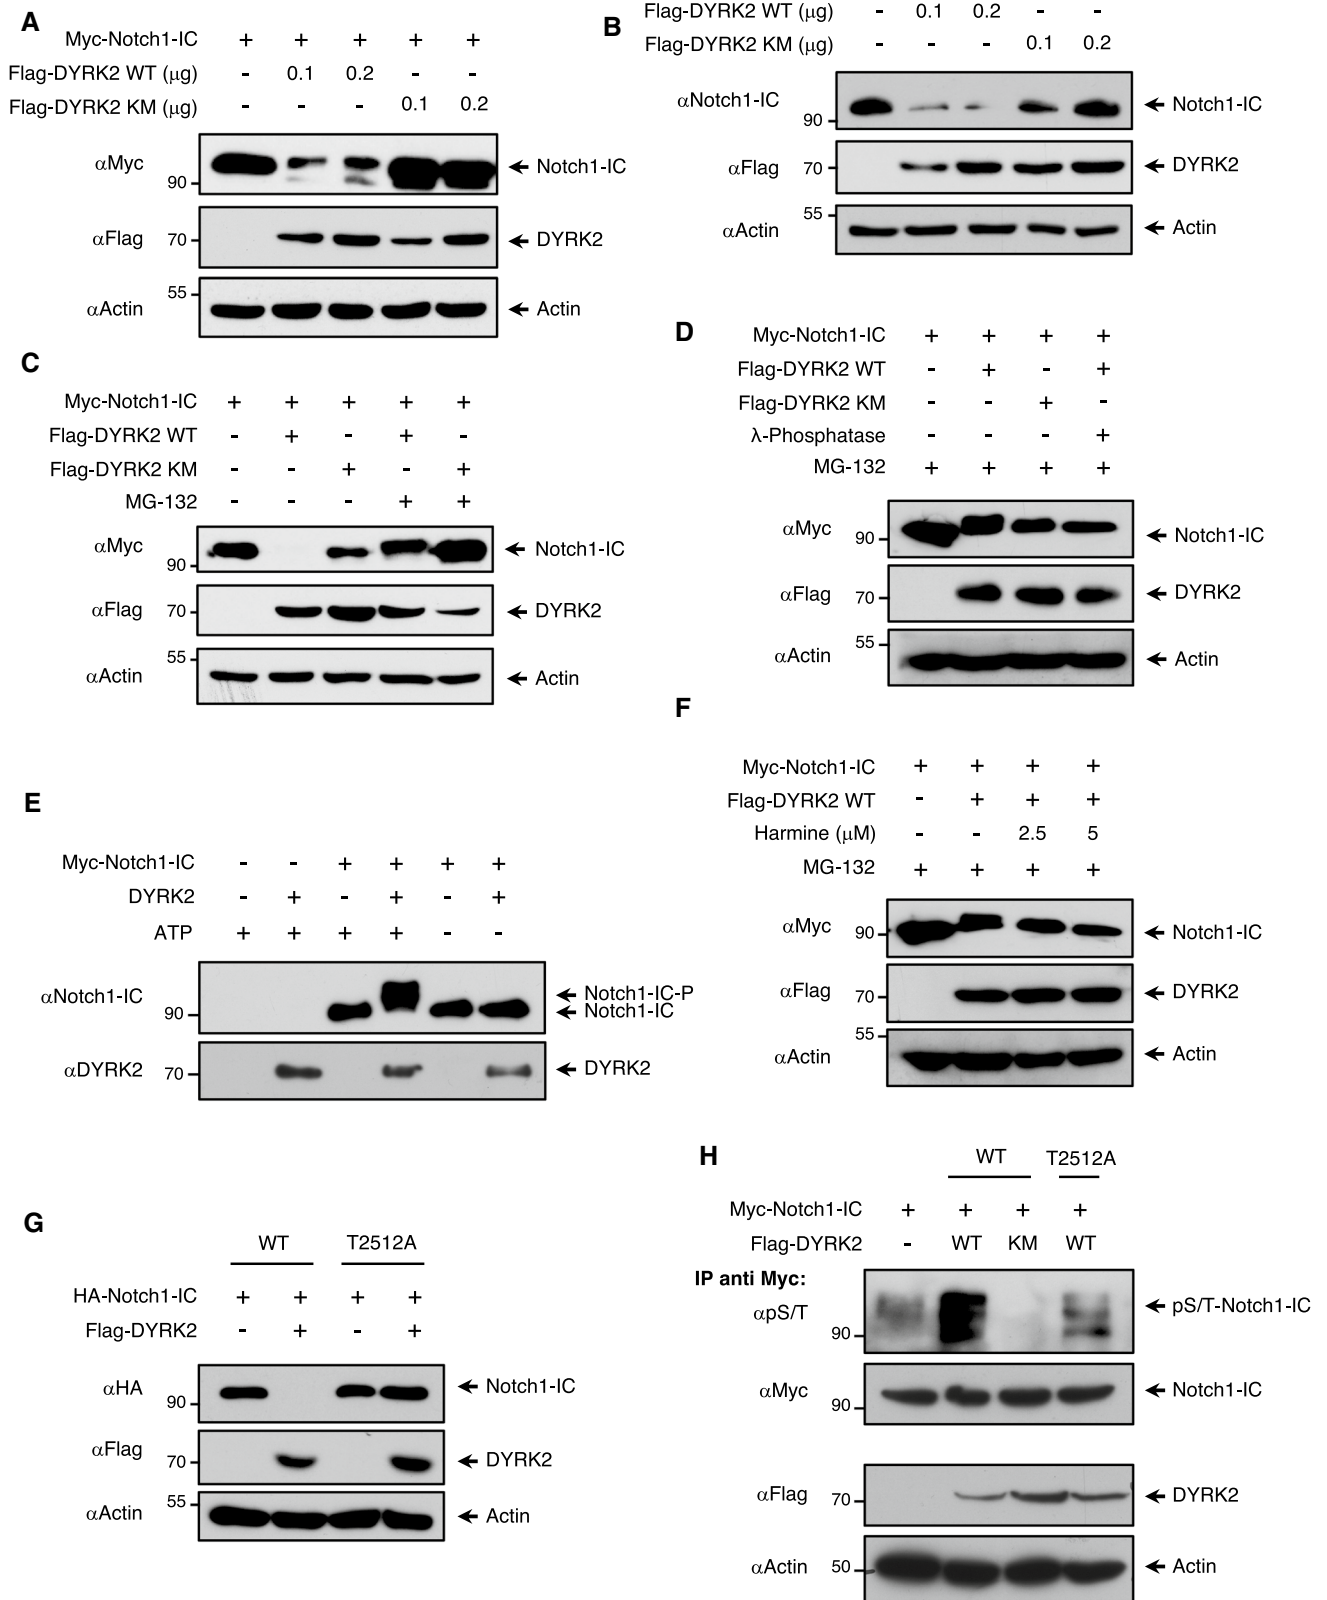 A
Myc-Notch1-IC + + + + +
Flag-DYRK2 WT (μg) - 0.1 0.2 - -
Flag-DYRK2 KM (μg) - - - 0.1 0.2
αMyc 90 Notch1-IC
αFlag 70 DYRK2
αActin 55 Actin
B
Flag-DYRK2 WT (μg) - 0.1 0.2 - -
Flag-DYRK2 KM (μg) - - - 0.1 0.2
αNotch1-IC 90 Notch1-IC
αFlag 70 DYRK2
αActin 55 Actin
C
Myc-Notch1-IC + + + + +
Flag-DYRK2 WT - + - + -
Flag-DYRK2 KM - - + - +
MG-132 - - - + +
αMyc 90 Notch1-IC
αFlag 70 DYRK2
αActin 55 Actin
D
Myc-Notch1-IC + + + +
Flag-DYRK2 WT - + - +
Flag-DYRK2 KM - - + -
λ-Phosphatase - - - +
MG-132 + + + +
αMyc 90 Notch1-IC
αFlag 70 DYRK2
αActin 55 Actin
E
Myc-Notch1-IC - - + + + +
DYRK2 - + - + - +
ATP + + + + - -
αNotch1-IC 90 Notch1-IC-P
Notch1-IC
αDYRK2 70 DYRK2
F
Myc-Notch1-IC + + + +
Flag-DYRK2 WT - + + +
Harmine (μM) - - 2.5 5
MG-132 + + + +
αMyc 90 Notch1-IC
αFlag 70 DYRK2
αActin 55 Actin
G
WT T2512A
HA-Notch1-IC + + + +
Flag-DYRK2 - + - +
αHA 90 Notch1-IC
αFlag 70 DYRK2
αActin 55 Actin
H
WT T2512A
Myc-Notch1-IC + + + +
Flag-DYRK2 - WT KM WT
IP anti Myc:
αpS/T 90 pS/T-Notch1-IC
αMyc 90 Notch1-IC
αFlag 70 DYRK2
αActin 50 Actin